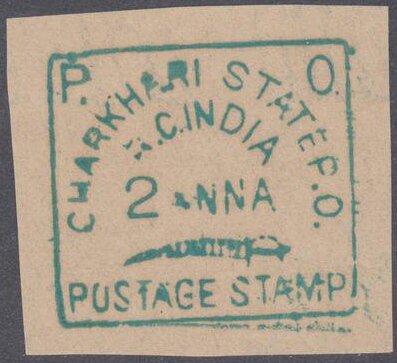 P. O.
CHARKHARI STATE P.O.
C.INDIA
2 ANNA
POSTAGE STAMP